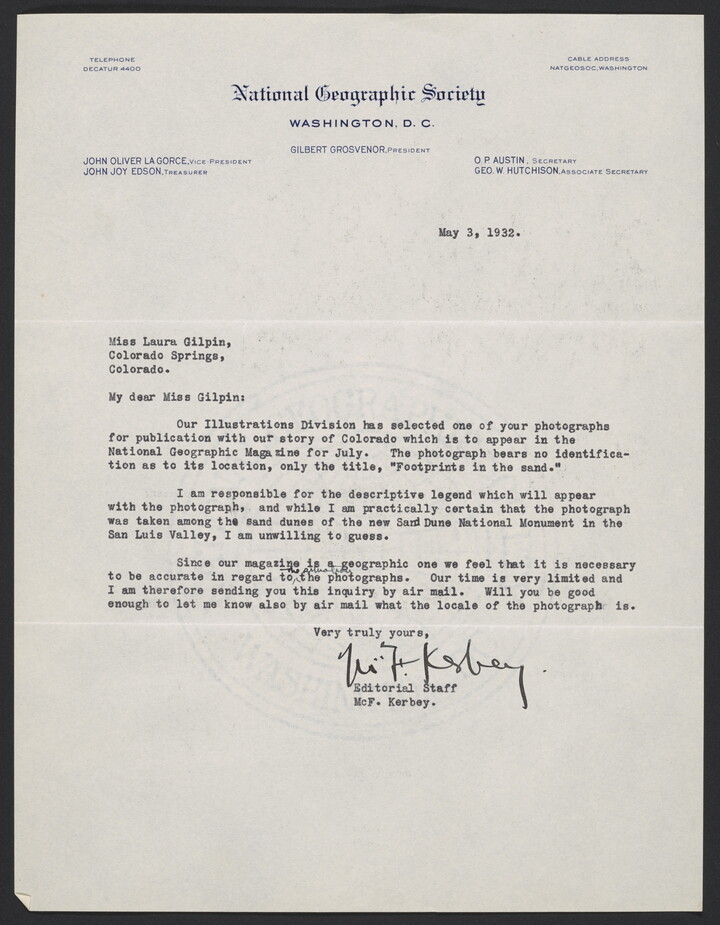 TELEPHONE
DECATUR 4400
CABLE ADDRESS
NATGEOSOC, WASHINGTON
National Geographic Society
WASHINGTON, D. C.
GILBERT GROSVENOR, PRESIDENT
JOHN OLIVER LA GORCE, VICE-PRESIDENT
JOHN JOY EDSON, TREASURER
O. P. AUSTIN, SECRETARY
GEO. W. HUTCHISON, ASSOCIATE SECRETARY
May 3, 1932.
Miss Laura Gilpin,
Colorado Springs,
Colorado.
My dear Miss Gilpin:
Our Illustrations Division has selected one of your photographs
for publication with our story of Colorado which is to appear in the
National Geographic Magazine for July. The photograph bears no identifica-
tion as to its location, only the title, "Footprints in the sand."
I am responsible for the descriptive legend which will appear
with the photograph, and while I am practically certain that the photograph
was taken among the sand dunes of the new Sand Dune National Monument in the
San Luis Valley, I am unwilling to guess.
Since our magazine is a geographic one we feel that it is necessary
to be accurate in regard to the photographs. Our time is very limited and
I am therefore sending you this inquiry by air mail. Will you be good
enough to let me know also by air mail what the locale of the photograph is.
Very truly yours,
McF. Kerbey.
Editorial Staff
McF. Kerbey.